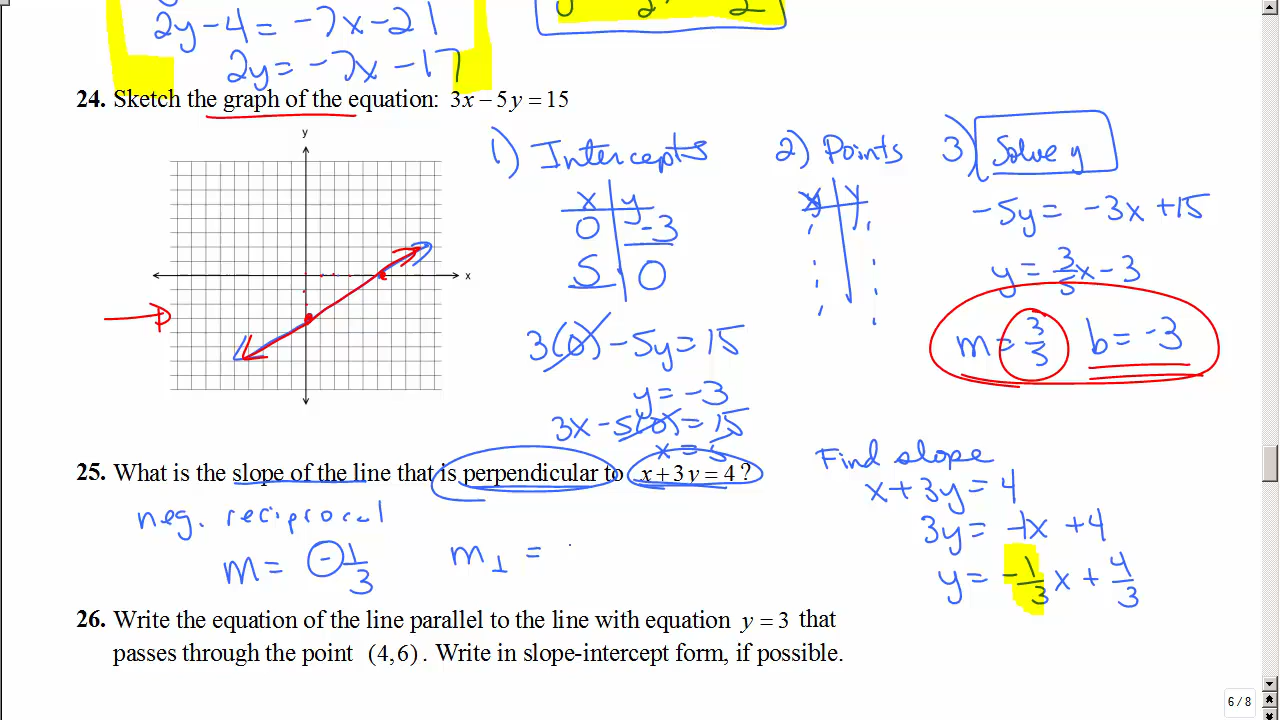 2y-4 = -7x-21
2y = -7x -17
24. Sketch the graph of the equation: 3x – 5y = 15
y
x
1) Intercepts
x y
0 -3
5 0
3(0) - 5y = 15
y = -3
3x - 5(0) = 15
x = 5
2) Points
x y
3) Solve y
-5y = -3x +15
y = 3/5 x - 3
m = 3/3 b = -3
25. What is the slope of the line that is perpendicular to x + 3y = 4?
neg. reciprocal
m = -1/3 m⊥ =
Find slope
x + 3y = 4
3y = -1x + 4
y = -1/3 x + 4/3
26. Write the equation of the line parallel to the line with equation y = 3 that
passes through the point (4,6). Write in slope-intercept form, if possible.
6 / 8